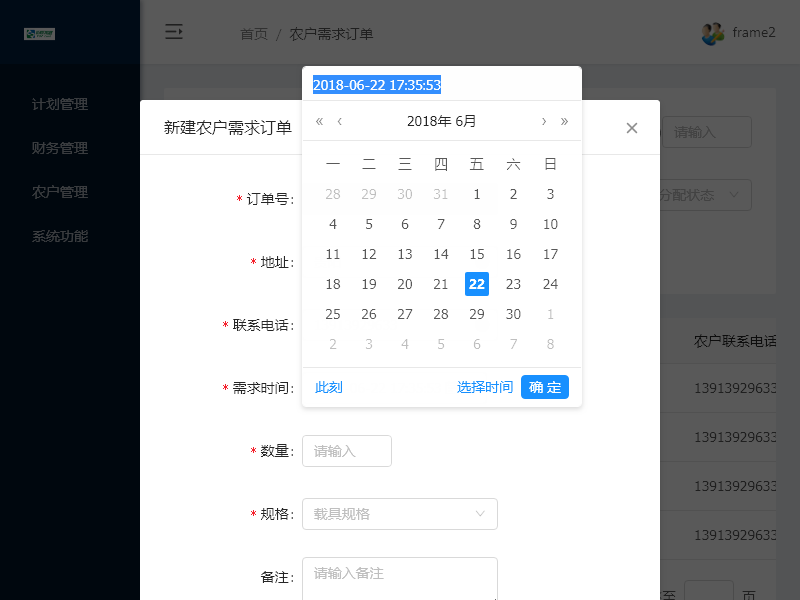 首页 / 农户需求订单
frame2
计划管理
财务管理
农户管理
系统功能
2018-06-22 17:35:53
新建农户需求订单
« ‹ 2018年 6月 › »
一 二 三 四 五 六 日
28 29 30 31 1 2 3
4 5 6 7 8 9 10
11 12 13 14 15 16 17
18 19 20 21 22 23 24
25 26 27 28 29 30 1
2 3 4 5 6 7 8
此刻 选择时间 确 定
* 订单号:
* 地址:
* 联系电话:
* 需求时间:
* 数量: 请输入
* 规格: 载具规格
备注: 请输入备注
请输入
分配状态
农户联系电话
13913929633
13913929633
13913929633
13913929633
至 页